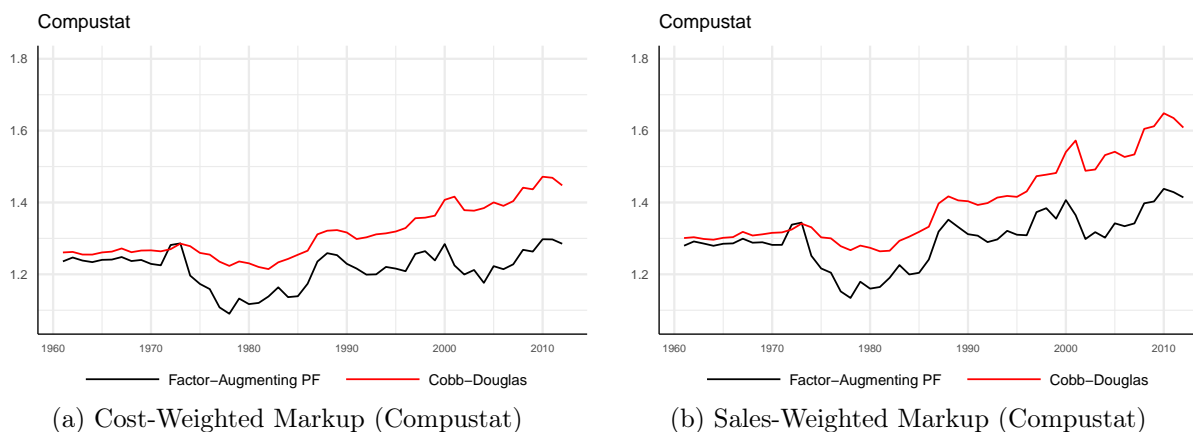 Compustat
1.8
1.6
1.4
1.2
1960 1970 1980 1990 2000 2010
Factor−Augmenting PF Cobb−Douglas
(a) Cost-Weighted Markup (Compustat)
Compustat
1.8
1.6
1.4
1.2
1960 1970 1980 1990 2000 2010
Factor−Augmenting PF Cobb−Douglas
(b) Sales-Weighted Markup (Compustat)